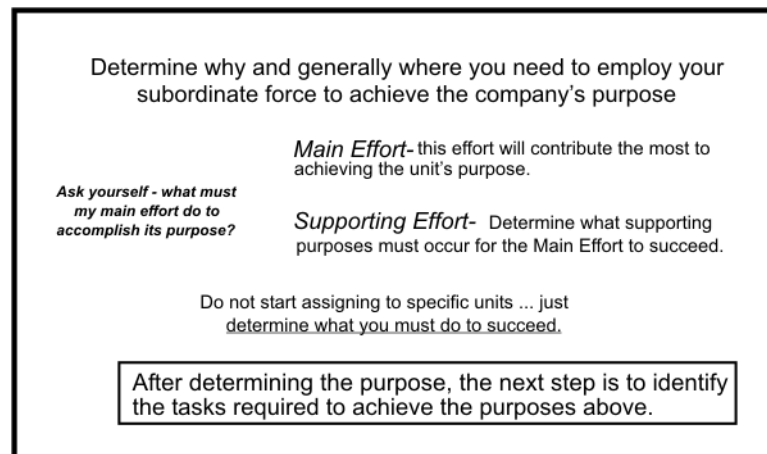 Determine why and generally where you need to employ your
subordinate force to achieve the company's purpose
Main Effort- this effort will contribute the most to
achieving the unit's purpose.
Ask yourself - what must
my main effort do to
accomplish its purpose?
Supporting Effort- Determine what supporting
purposes must occur for the Main Effort to succeed.
Do not start assigning to specific units ... just
determine what you must do to succeed.
After determining the purpose, the next step is to identify
the tasks required to achieve the purposes above.